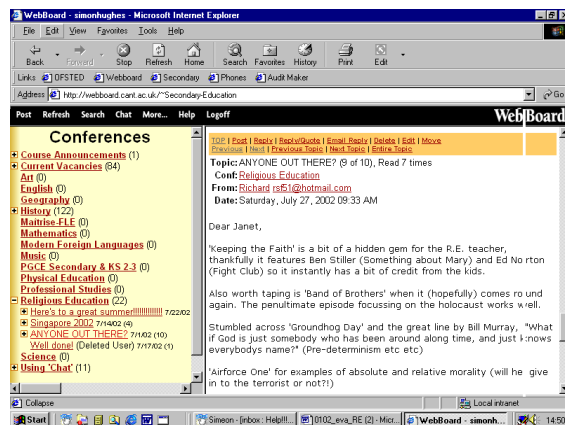 WebBoard - simonhughes - Microsoft Internet Explorer
File Edit View Favorites Tools Help
Back Forward Stop Refresh Home Search Favorites History Print Edit
Links OFSTED Webboard Secondary Phones Audit Maker
Address http://webboard.cant.ac.uk/~Secondary-Education Go
Post Refresh Search Chat More... Help Logoff WebBoard
Conferences
Course Announcements (1)
Current Vacancies (84)
Art (0)
English (0)
Geography (0)
History (122)
Maitrise-FLE (0)
Mathematics (0)
Modern Foreign Languages (0)
Music (0)
PGCE Secondary & KS 2-3 (0)
Physical Education (0)
Professional Studies (0)
Religious Education (22)
Here's to a great summer!!!!!!!!!!!!! 7/22/02
Singapore 2002 7/14/02 (4)
ANYONE OUT THERE? 7/1/02 (10)
Well done! (Deleted User) 7/17/02 (1)
Science (0)
Using 'Chat' (11)
TOP | Post | Reply | Reply/Quote | Email Reply | Delete | Edit | Move
Previous | Next | Previous Topic | Next Topic | Entire Topic
Topic: ANYONE OUT THERE? (9 of 10), Read 7 times
Conf: Religious Education
From: Richard rsf51@hotmail.com
Date: Saturday, July 27, 2002 09:33 AM
Dear Janet,
'Keeping the Faith' is a bit of a hidden gem for the R.E. teacher,
thankfully it features Ben Stiller (Something about Mary) and Ed Norton
(Fight Club) so it instantly has a bit of credit from the kids.
Also worth taping is 'Band of Brothers' when it (hopefully) comes round
again. The penultimate episode focussing on the holocaust works well.
Stumbled across 'Groundhog Day' and the great line by Bill Murray, "What
if God is just somebody who has been around along time, and just knows
everybodys name?" (Pre-determinism etc etc)
'Airforce One' for examples of absolute and relative morality (will he give
in to the terrorist or not?!)
Collapse Local intranet
Start Simeon - [inbox : Help!!!... 0102_eva_RE (2) - Micr... WebBoard - simonh... 14:50